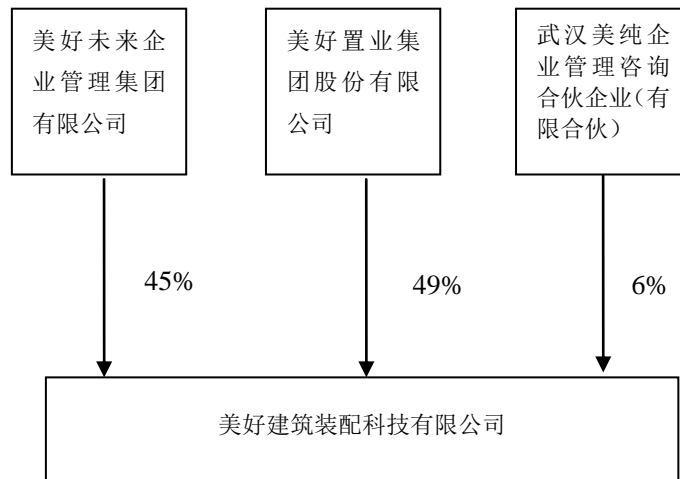 美好未来企
业管理集团
有限公司
美好置业集
团股份有限
公司
武汉美纯企
业管理咨询
合伙企业（有
限合伙）
45%
49%
6%
美好建筑装配科技有限公司